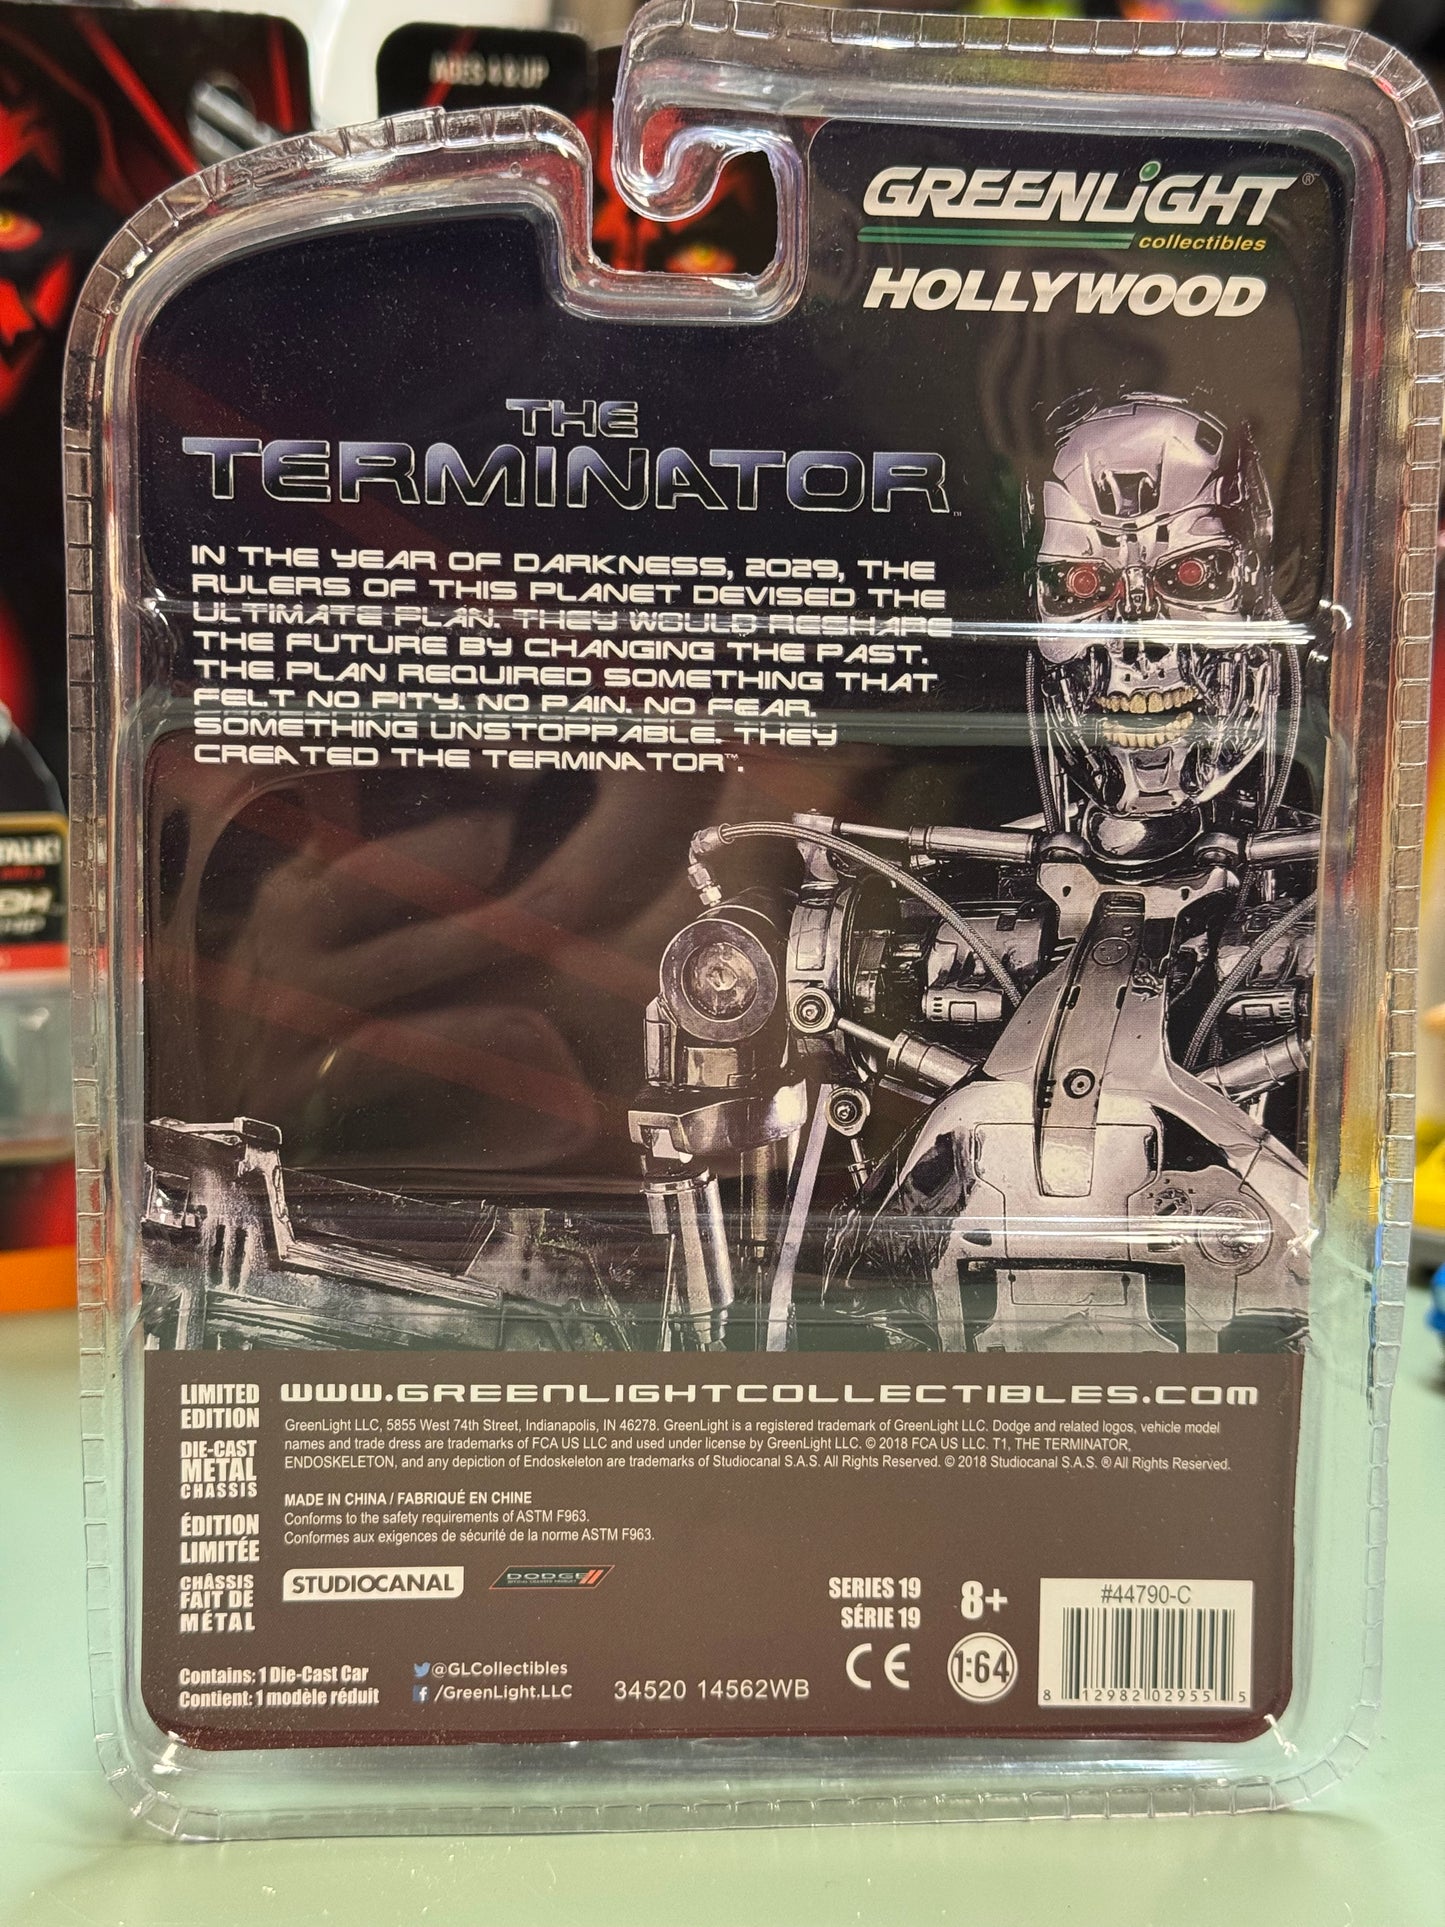 AGES 4 & UP
GREENLiGHT®
collectibles
HOLLYWOOD
THE
TERMINATOR™
IN THE YEAR OF DARKNESS, 2029, THE
RULERS OF THIS PLANET DEVISED THE
ULTIMATE PLAN. THEY WOULD RESHAPE
THE FUTURE BY CHANGING THE PAST.
THE PLAN REQUIRED SOMETHING THAT
FELT NO PITY. NO PAIN. NO FEAR.
SOMETHING UNSTOPPABLE. THEY
CREATED THE TERMINATOR™.
TALK!
LIMITED
EDITION
DIE-CAST
METAL
CHASSIS
ÉDITION
LIMITÉE
CHÂSSIS
FAIT DE
MÉTAL
WWW.GREENLIGHTCOLLECTIBLES.COM
GreenLight LLC, 5855 West 74th Street, Indianapolis, IN 46278. GreenLight is a registered trademark of GreenLight LLC. Dodge and related logos, vehicle model
names and trade dress are trademarks of FCA US LLC and used under license by GreenLight LLC. © 2018 FCA US LLC. T1, THE TERMINATOR,
ENDOSKELETON, and any depiction of Endoskeleton are trademarks of Studiocanal S.A.S. All Rights Reserved. © 2018 Studiocanal S.A.S. ® All Rights Reserved.
MADE IN CHINA / FABRIQUÉ EN CHINE
Conforms to the safety requirements of ASTM F963.
Conformes aux exigences de sécurité de la norme ASTM F963.
STUDIOCANAL
DODGE
OFFICIAL LICENSED PRODUCT
SERIES 19
SÉRIE 19
8+
CE
1:64
#44790-C
8 12982 02955 5
Contains: 1 Die-Cast Car
Contient: 1 modèle réduit
@GLCollectibles
/GreenLight.LLC
34520 14562WB